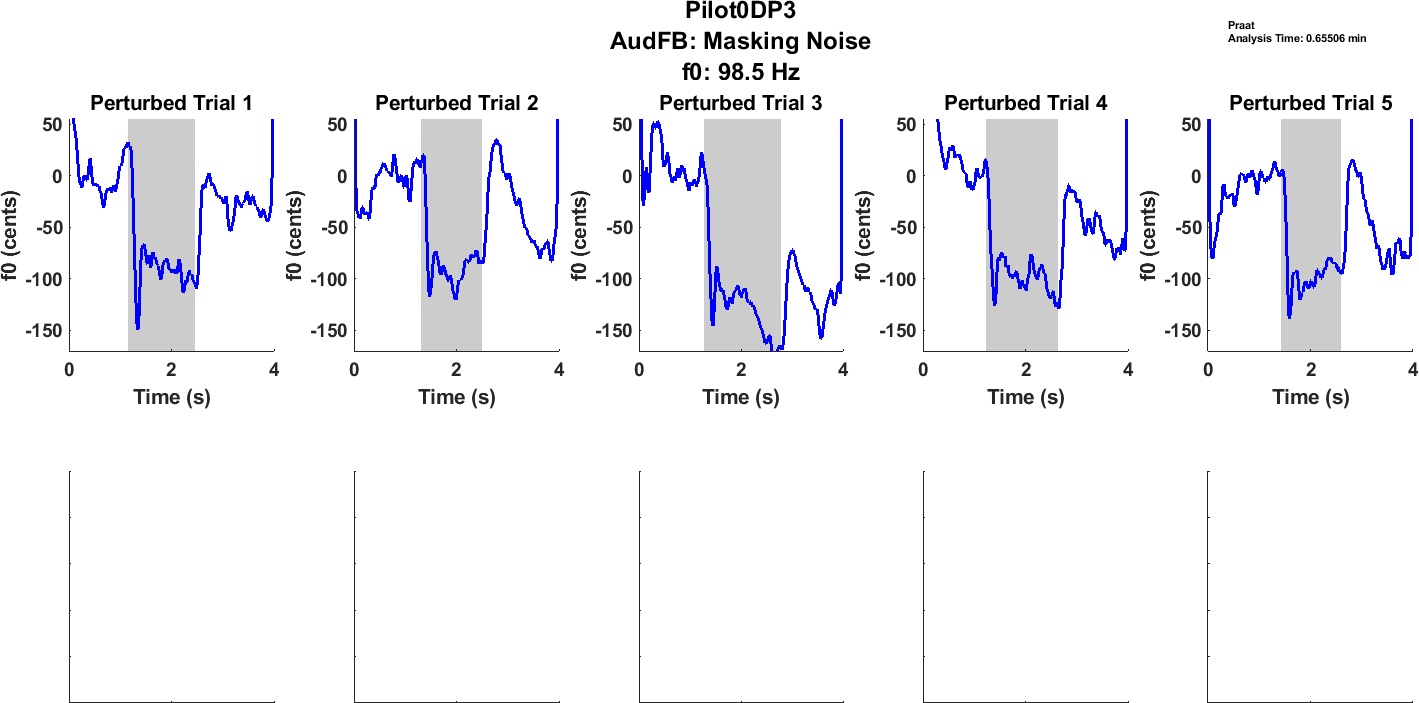 Pilot0DP3
AudFB: Masking Noise
f0: 98.5 Hz
Praat
Analysis Time: 0.65506 min
Perturbed Trial 1
50
0
-50
-100
-150
f0 (cents)
0 2 4
Time (s)
Perturbed Trial 2
50
0
-50
-100
-150
f0 (cents)
0 2 4
Time (s)
Perturbed Trial 3
50
0
-50
-100
-150
f0 (cents)
0 2 4
Time (s)
Perturbed Trial 4
50
0
-50
-100
-150
f0 (cents)
0 2 4
Time (s)
Perturbed Trial 5
50
0
-50
-100
-150
f0 (cents)
0 2 4
Time (s)